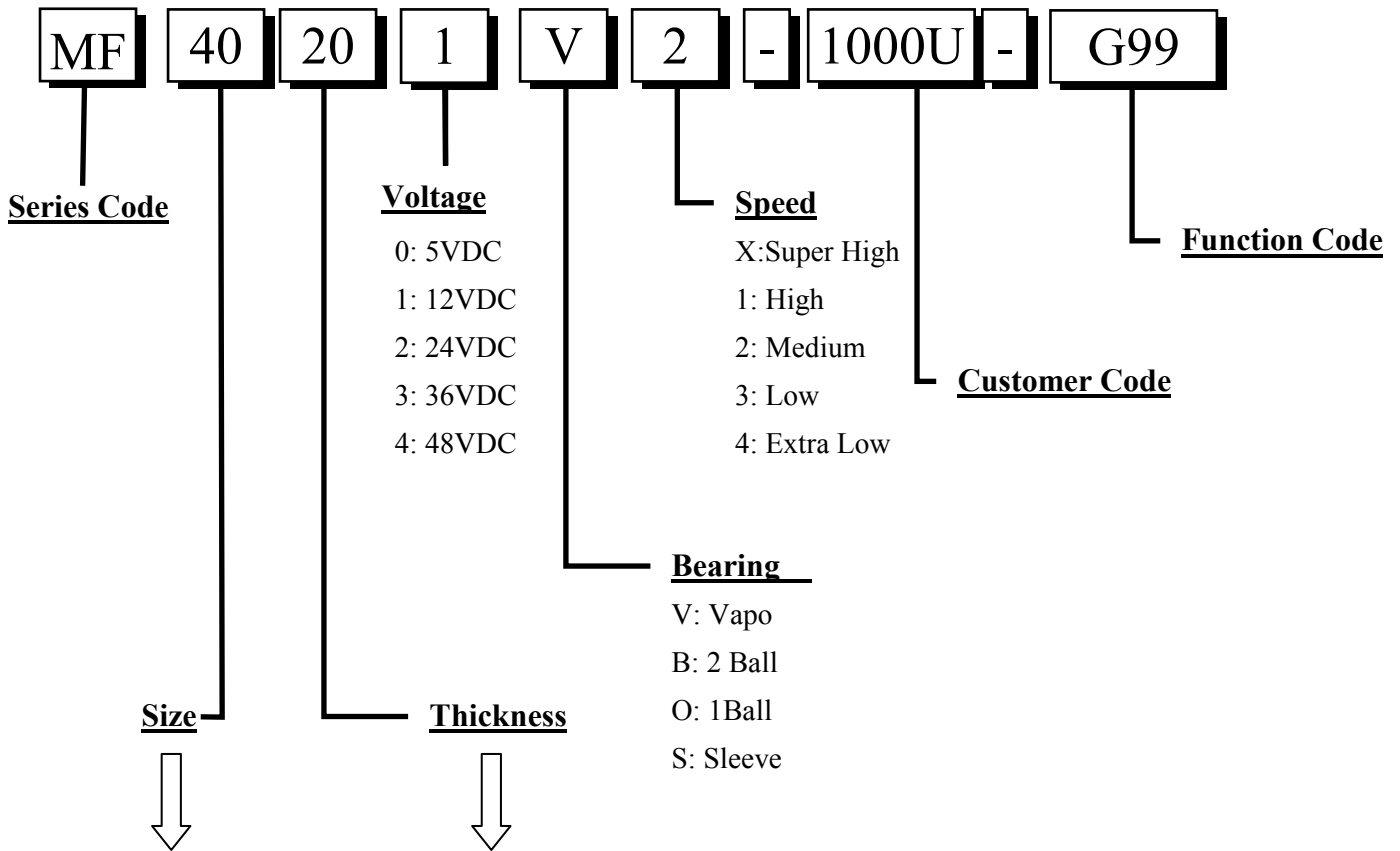 MF 40 20 1 V 2 - 1000U - G99
Series Code
Voltage
0: 5VDC
1: 12VDC
2: 24VDC
3: 36VDC
4: 48VDC
Speed
X:Super High
1: High
2: Medium
3: Low
4: Extra Low
Function Code
Customer Code
Bearing
V: Vapo
B: 2 Ball
O: 1Ball
S: Sleeve
Size
Thickness